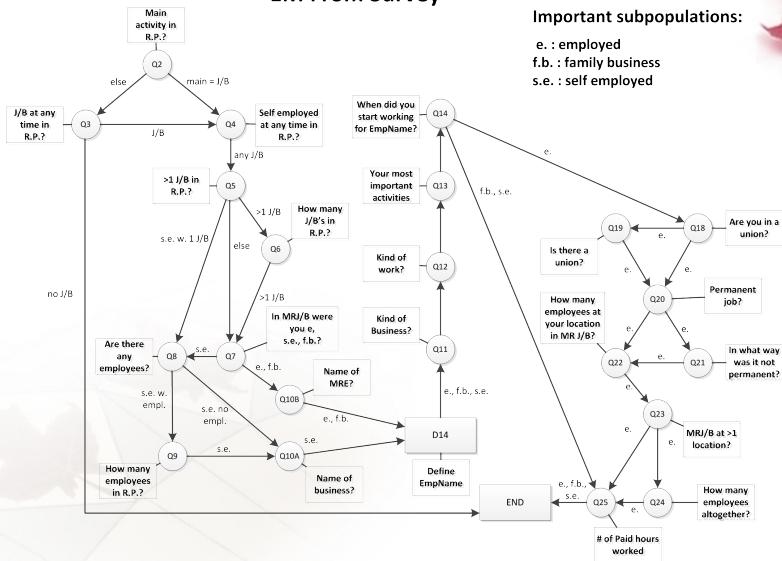 Important subpopulations:
e. : employed
f.b. : family business
s.e. : self employed
Main
activity in
R.P.?
Q2
else
main = J/B
J/B at any
time in
R.P.?
Q3
J/B
Q4
Self employed
at any time in
R.P.?
any J/B
>1 J/B in
R.P.?
Q5
>1 J/B
How many
J/B's in
R.P.?
s.e. w. 1 J/B
else
Q6
no J/B
>1 J/B
In MRJ/B were
you e,
s.e., f.b.?
Are there
any
employees?
Q8
s.e.
Q7
e., f.b.
Name of
MRE?
Q10B
s.e. w.
empl.
s.e. no
empl.
e., f.b.
Q9
s.e.
Q10A
s.e.
How many
employees
in R.P.?
Name of
business?
D14
Define
EmpName
e., f.b., s.e.
Kind of
Business?
Q11
Kind of
work?
Q12
Your most
important
activities
Q13
When did you
start working
for EmpName?
Q14
e.
f.b., s.e.
Q19
e.
Q18
Are you in a
union?
Is there a
union?
e.
e.
Q20
Permanent
job?
How many
employees at
your location
in MR J/B?
e.
e.
Q22
e.
Q21
In what way
was it not
permanent?
e.
Q23
MRJ/B at >1
location?
e.
e.
END
e., f.b.,
s.e.
Q25
e.
Q24
How many
employees
altogether?
# of Paid hours
worked